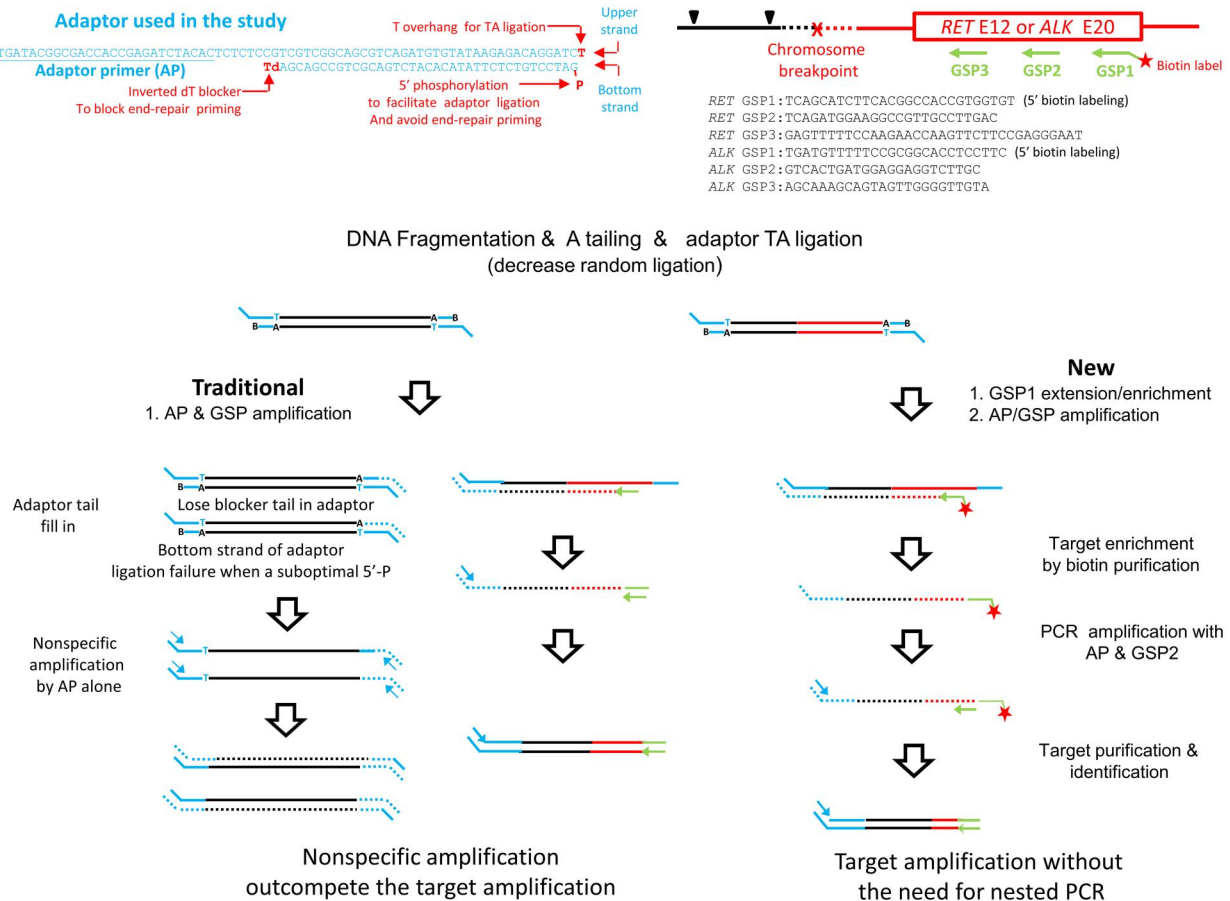 Adaptor used in the study
T overhang for TA ligation
Upper
strand
TGATACGGCGACCACCGAGATCTACACTCTCTCCGTCGTCGGCAGCGTCAGATGTGTATAAGAGACAGGATCT
Adaptor primer (AP)
TdAGCAGCCGTCGCAGTCTACACATATTCTCTGTCCTAG
P
Inverted dT blocker
To block end-repair priming
5’ phosphorylation
to facilitate adaptor ligation
And avoid end-repair priming
Bottom
strand
X
Chromosome
breakpoint
RET E12 or ALK E20
GSP3
GSP2
GSP1
Biotin label
RET GSP1:TCAGCATCTTCACGGCCACCGTGGTGT (5’ biotin labeling)
RET GSP2:TCAGATGGAAGGCCGTTGCCTTGAC
RET GSP3:GAGTTTTTCCAAGAACCAAGTTCTTCCGAGGGAAT
ALK GSP1:TGATGTTTTTCCGCGGCACCTCCTTC (5’ biotin labeling)
ALK GSP2:GTCACTGATGGAGGAGGTCTTGC
ALK GSP3:AGCAAAGCAGTAGTTGGGGTTGTA
DNA Fragmentation & A tailing & adaptor TA ligation
(decrease random ligation)
T A B
B A T
T A B
B A T
Traditional
1. AP & GSP amplification
New
1. GSP1 extension/enrichment
2. AP/GSP amplification
Adaptor tail
fill in
T A
B A T
Lose blocker tail in adaptor
T A
B A T
Bottom strand of adaptor
ligation failure when a suboptimal 5’-P
Target enrichment
by biotin purification
Nonspecific
amplification
by AP alone
T
T
PCR amplification with
AP & GSP2
Target purification &
identification
Nonspecific amplification
outcompete the target amplification
Target amplification without
the need for nested PCR